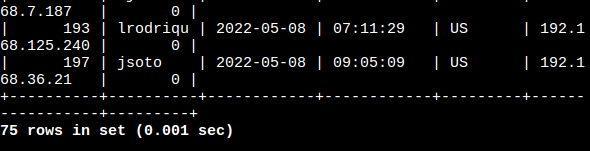 68.7.187 | 0 |
| 193 | lrodriqu | 2022-05-08 | 07:11:29 | US | 192.1
68.125.240 | 0 |
| 197 | jsoto | 2022-05-08 | 09:05:09 | US | 192.1
68.36.21 | 0 |
+----------+----------+------------+------------+---------+------
-----------+---------+
75 rows in set (0.001 sec)